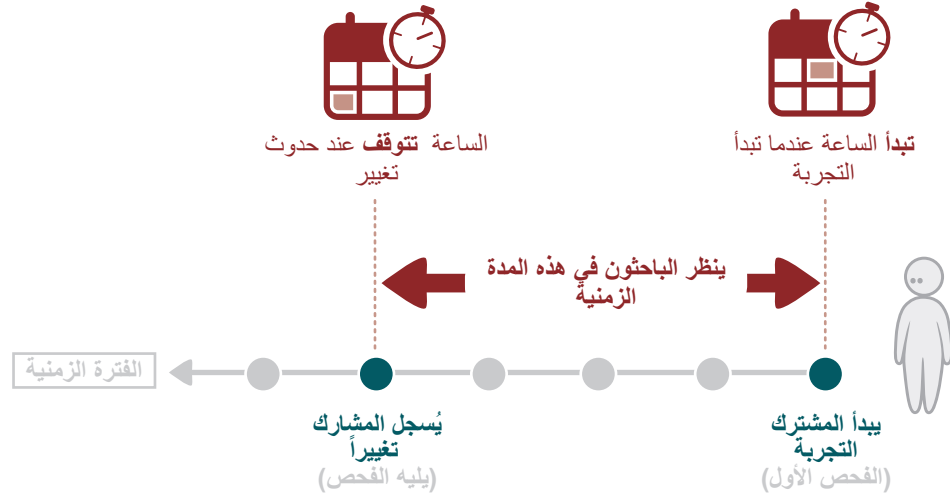 تبدأ الساعة عندما تبدأ
التجربة
الساعة تتوقف عند حدوث
تغيير
ينظر الباحثون في هذه المدة
الزمنية
الفترة الزمنية
يبدأ المشترك
التجربة
(الفحص الأول)
يُسجل المشارك
تغييراً
(يليه الفحص)